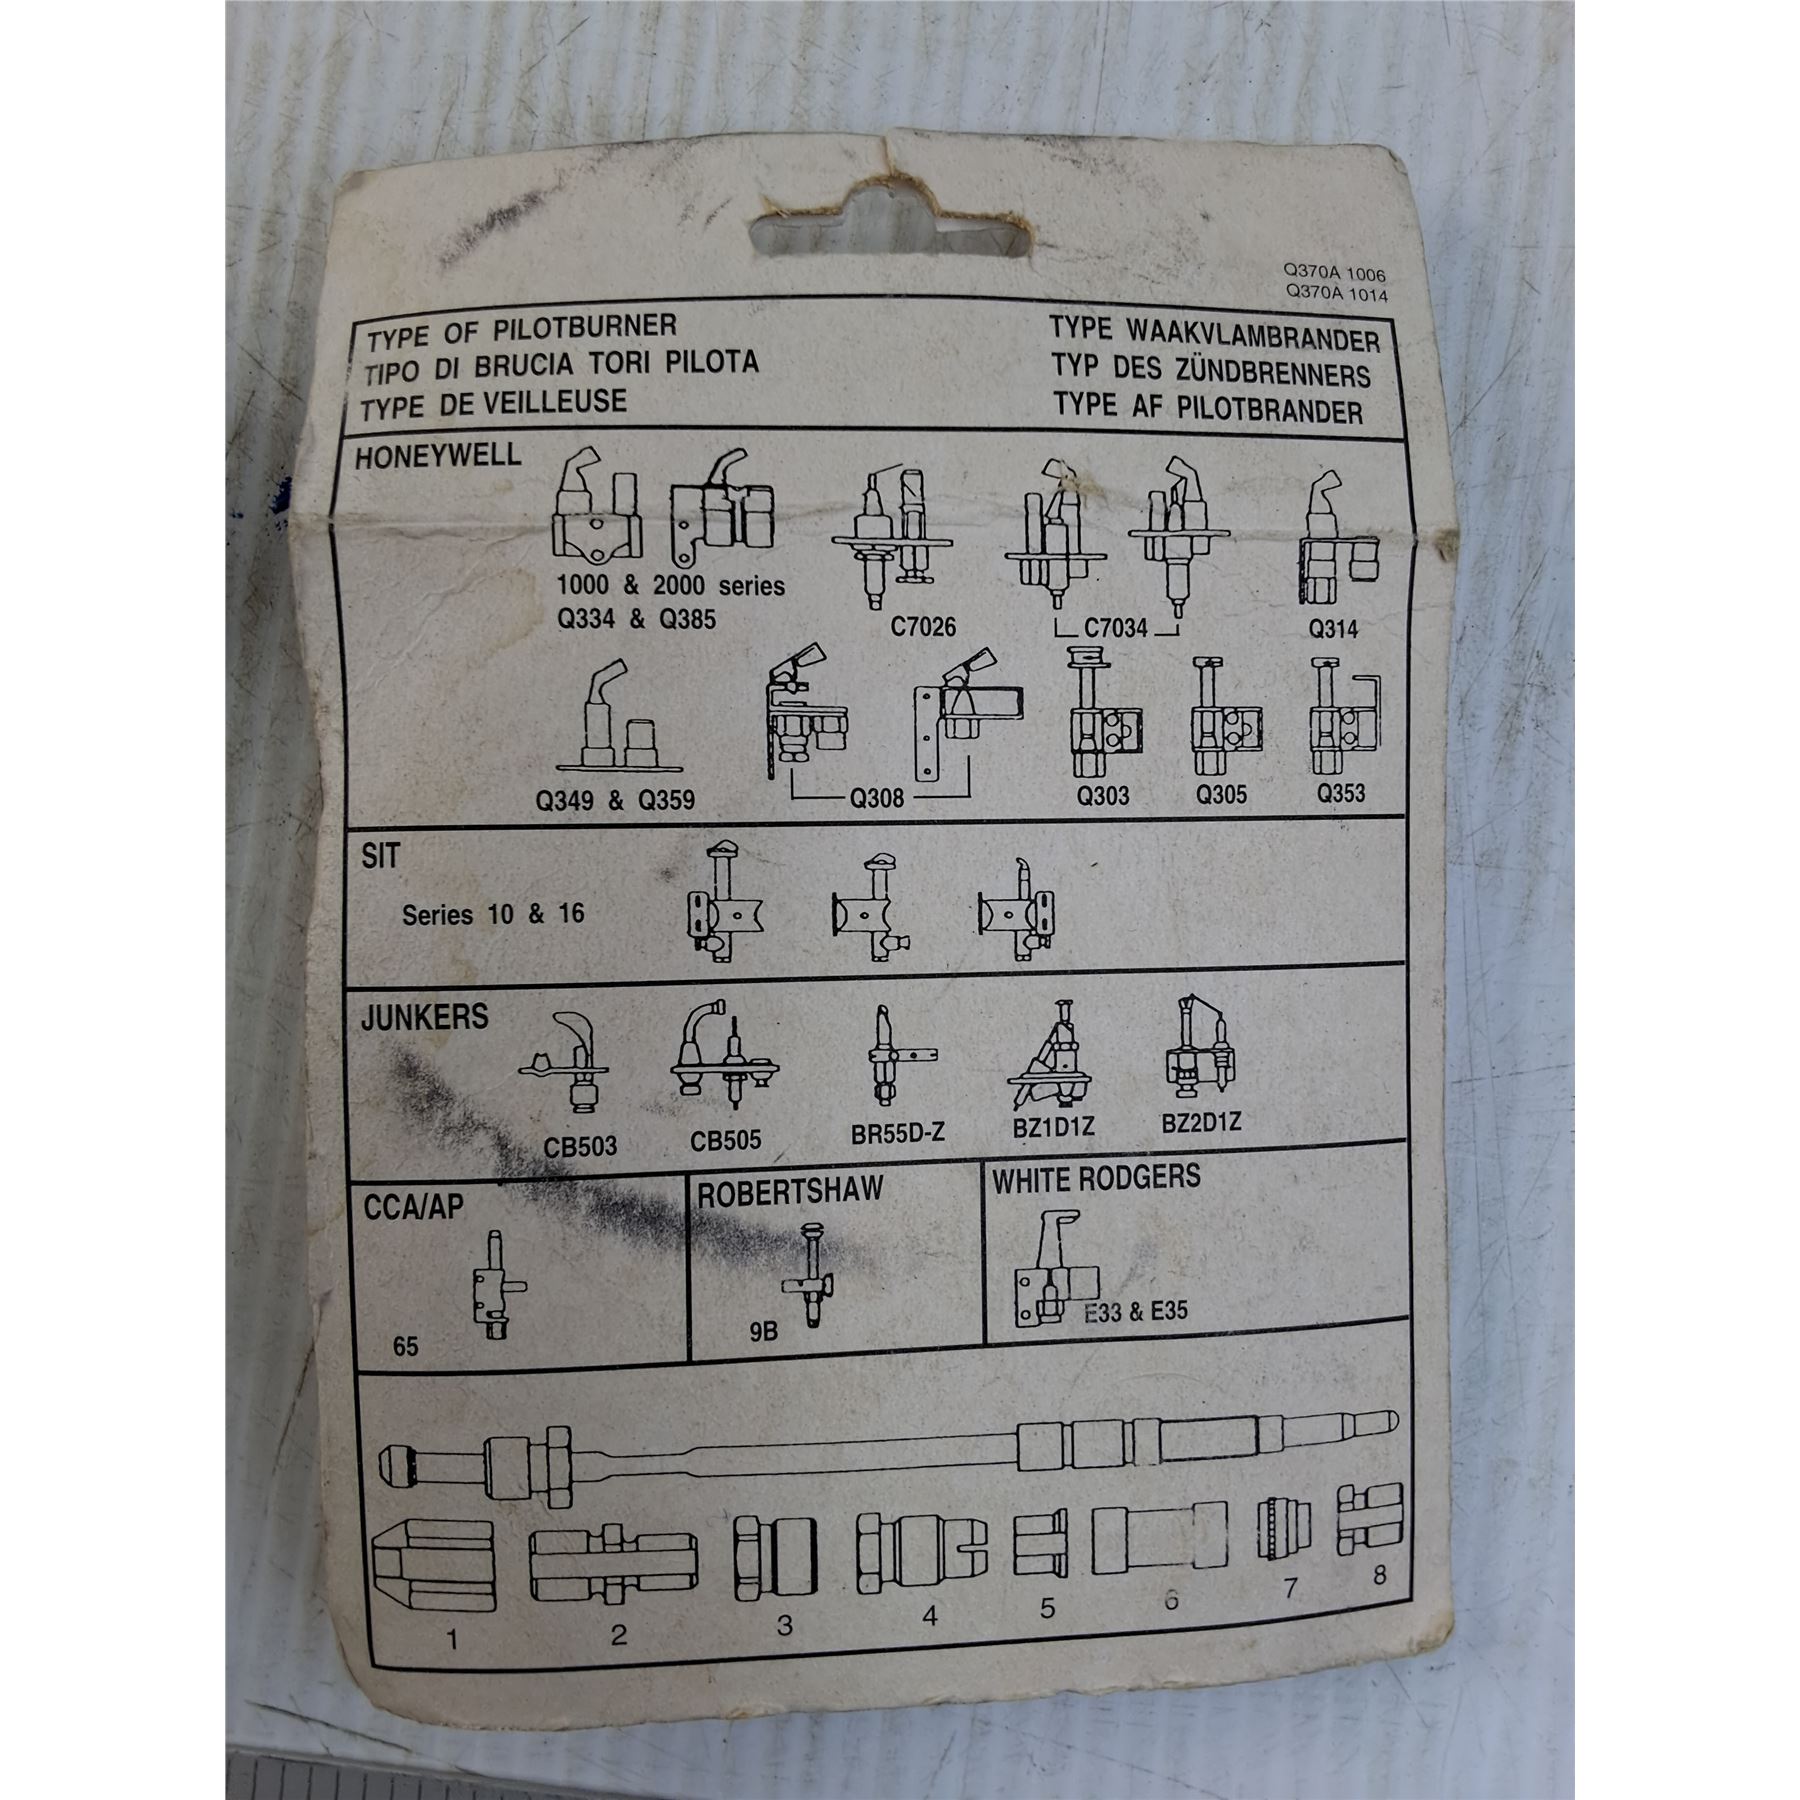 Q370A 1006
Q370A 1014
TYPE OF PILOTBURNER
TIPO DI BRUCIA TORI PILOTA
TYPE DE VEILLEUSE
TYPE WAAKVLAMBRANDER
TYP DES ZÜNDBRENNERS
TYPE AF PILOTBRANDER
HONEYWELL
1000 & 2000 series
Q334 & Q385
C7026
C7034
Q314
Q349 & Q359
Q308
Q303
Q305
Q353
SIT
Series 10 & 16
JUNKERS
CB503
CB505
BR55D-Z
BZ1D1Z
BZ2D1Z
CCA/AP
65
ROBERTSHAW
9B
WHITE RODGERS
E33 & E35
1
2
3
4
5
6
7
8